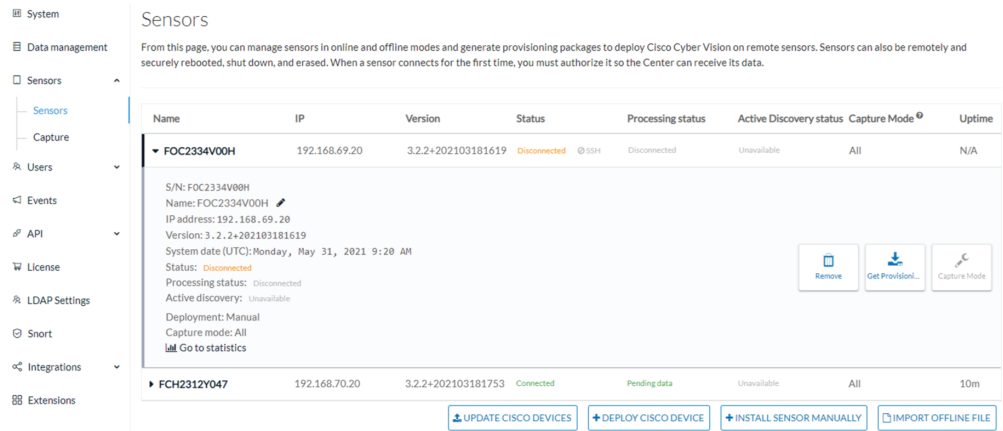 System
Data management
Sensors
Sensors
Capture
Users
Events
API
License
LDAP Settings
Snort
Integrations
Extensions
Sensors
From this page, you can manage sensors in online and offline modes and generate provisioning packages to deploy Cisco Cyber Vision on remote sensors. Sensors can also be remotely and
securely rebooted, shut down, and erased. When a sensor connects for the first time, you must authorize it so the Center can receive its data.
Name IP Version Status Processing status Active Discovery status Capture Mode ? Uptime
FOC2334V00H 192.168.69.20 3.2.2+202103181619 Disconnected SSH Disconnected Unavailable All N/A
S/N: FOC2334V00H
Name: FOC2334V00H
IP address: 192.168.69.20
Version: 3.2.2+202103181619
System date (UTC): Monday, May 31, 2021 9:20 AM
Status: Disconnected
Processing status: Disconnected
Active discovery: Unavailable
Deployment: Manual
Capture mode: All
Go to statistics
Remove Get Provisioni... Capture Mode
FCH2312Y047 192.168.70.20 3.2.2+202103181753 Connected Pending data Unavailable All 10m
UPDATE CISCO DEVICES +DEPLOY CISCO DEVICE +INSTALL SENSOR MANUALLY IMPORT OFFLINE FILE